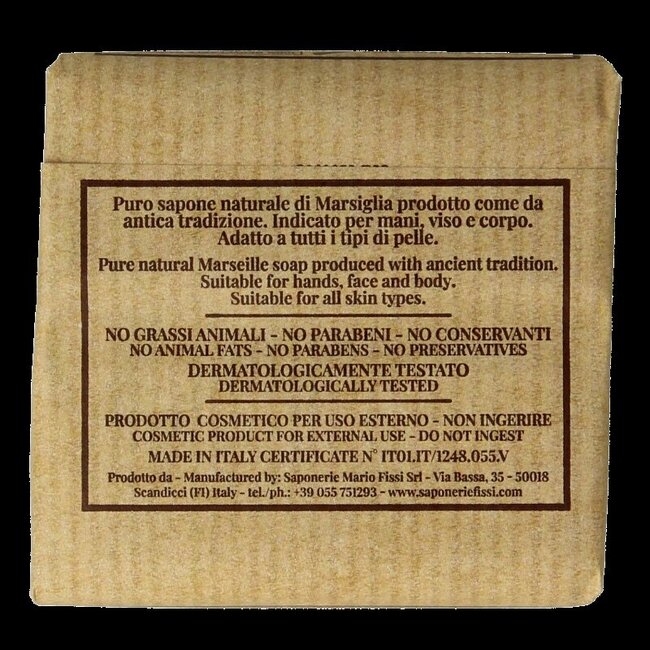 Puro sapone naturale di Marsiglia prodotto come da
antica tradizione. Indicato per mani, viso e corpo.
Adatto a tutti i tipi di pelle.
Pure natural Marseille soap produced with ancient tradition.
Suitable for hands, face and body.
Suitable for all skin types.
NO GRASSI ANIMALI - NO PARABENI - NO CONSERVANTI
NO ANIMAL FATS - NO PARABENS - NO PRESERVATIVES
DERMATOLOGICAMENTE TESTATO
DERMATOLOGICALLY TESTED
PRODOTTO COSMETICO PER USO ESTERNO - NON INGERIRE
COSMETIC PRODUCT FOR EXTERNAL USE - DO NOT INGEST
MADE IN ITALY CERTIFICATE N° IT01.IT/1248.055.V
Prodotto da - Manufactured by: Saponerie Mario Fissi Srl - Via Bassa, 35 - 50018
Scandicci (FI) Italy - tel./ph.: +39 055 751293 - www.saponeriefissi.com